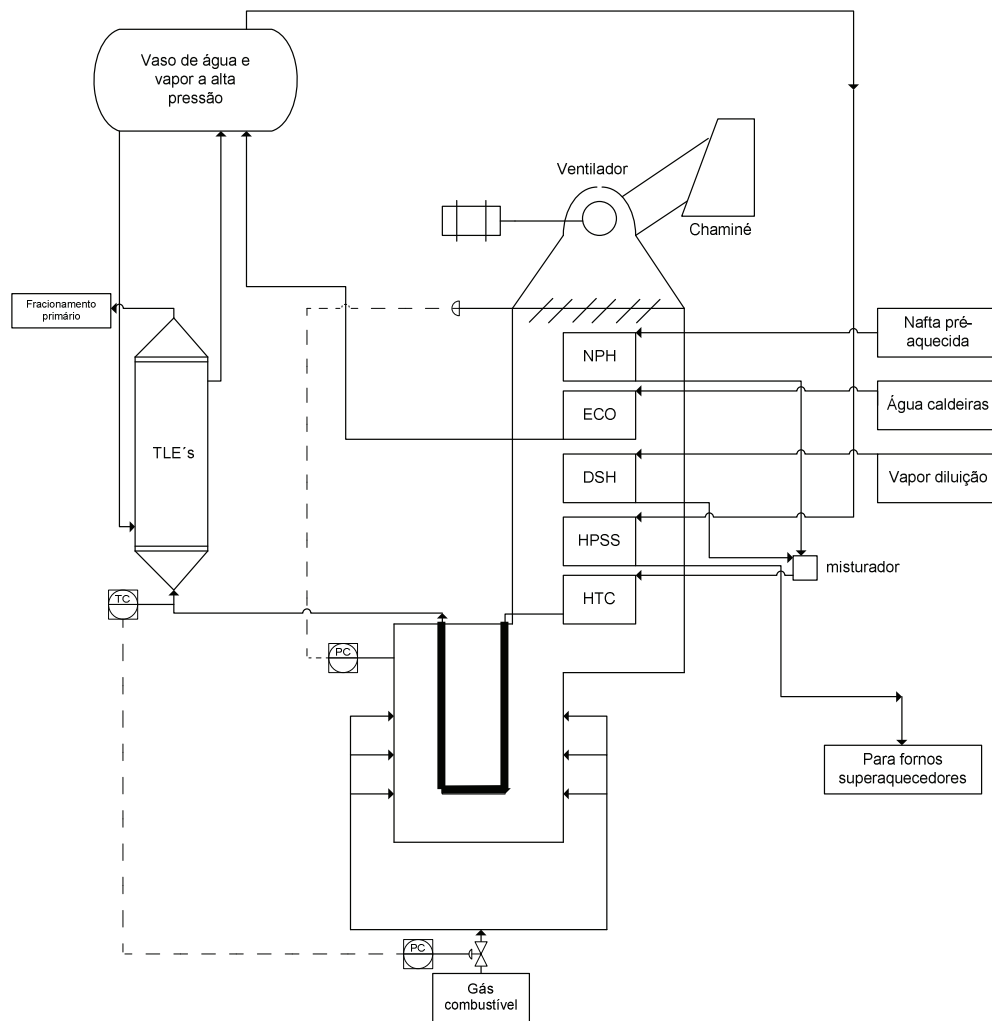 Vaso de água e
vapor a alta
pressão
Ventilador
Chaminé
Fracionamento
primário
Nafta pré-
aquecida
NPH
Água caldeiras
ECO
TLE´s
DSH
Vapor diluição
HPSS
misturador
HTC
TC
PC
Para fornos
superaquecedores
PC
Gás
combustível